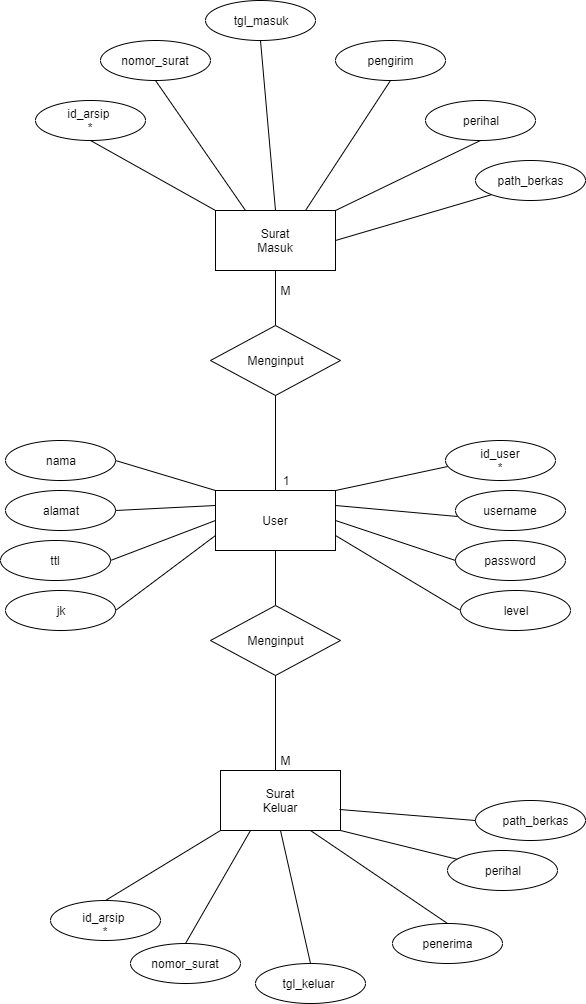 tgl_masuk
nomor_surat
pengirim
id_arsip
*
perihal
path_berkas
Surat
Masuk
M
Menginput
1
nama
id_user
*
alamat
username
User
ttl
password
jk
level
Menginput
M
Surat
Keluar
path_berkas
perihal
id_arsip
*
penerima
nomor_surat
tgl_keluar